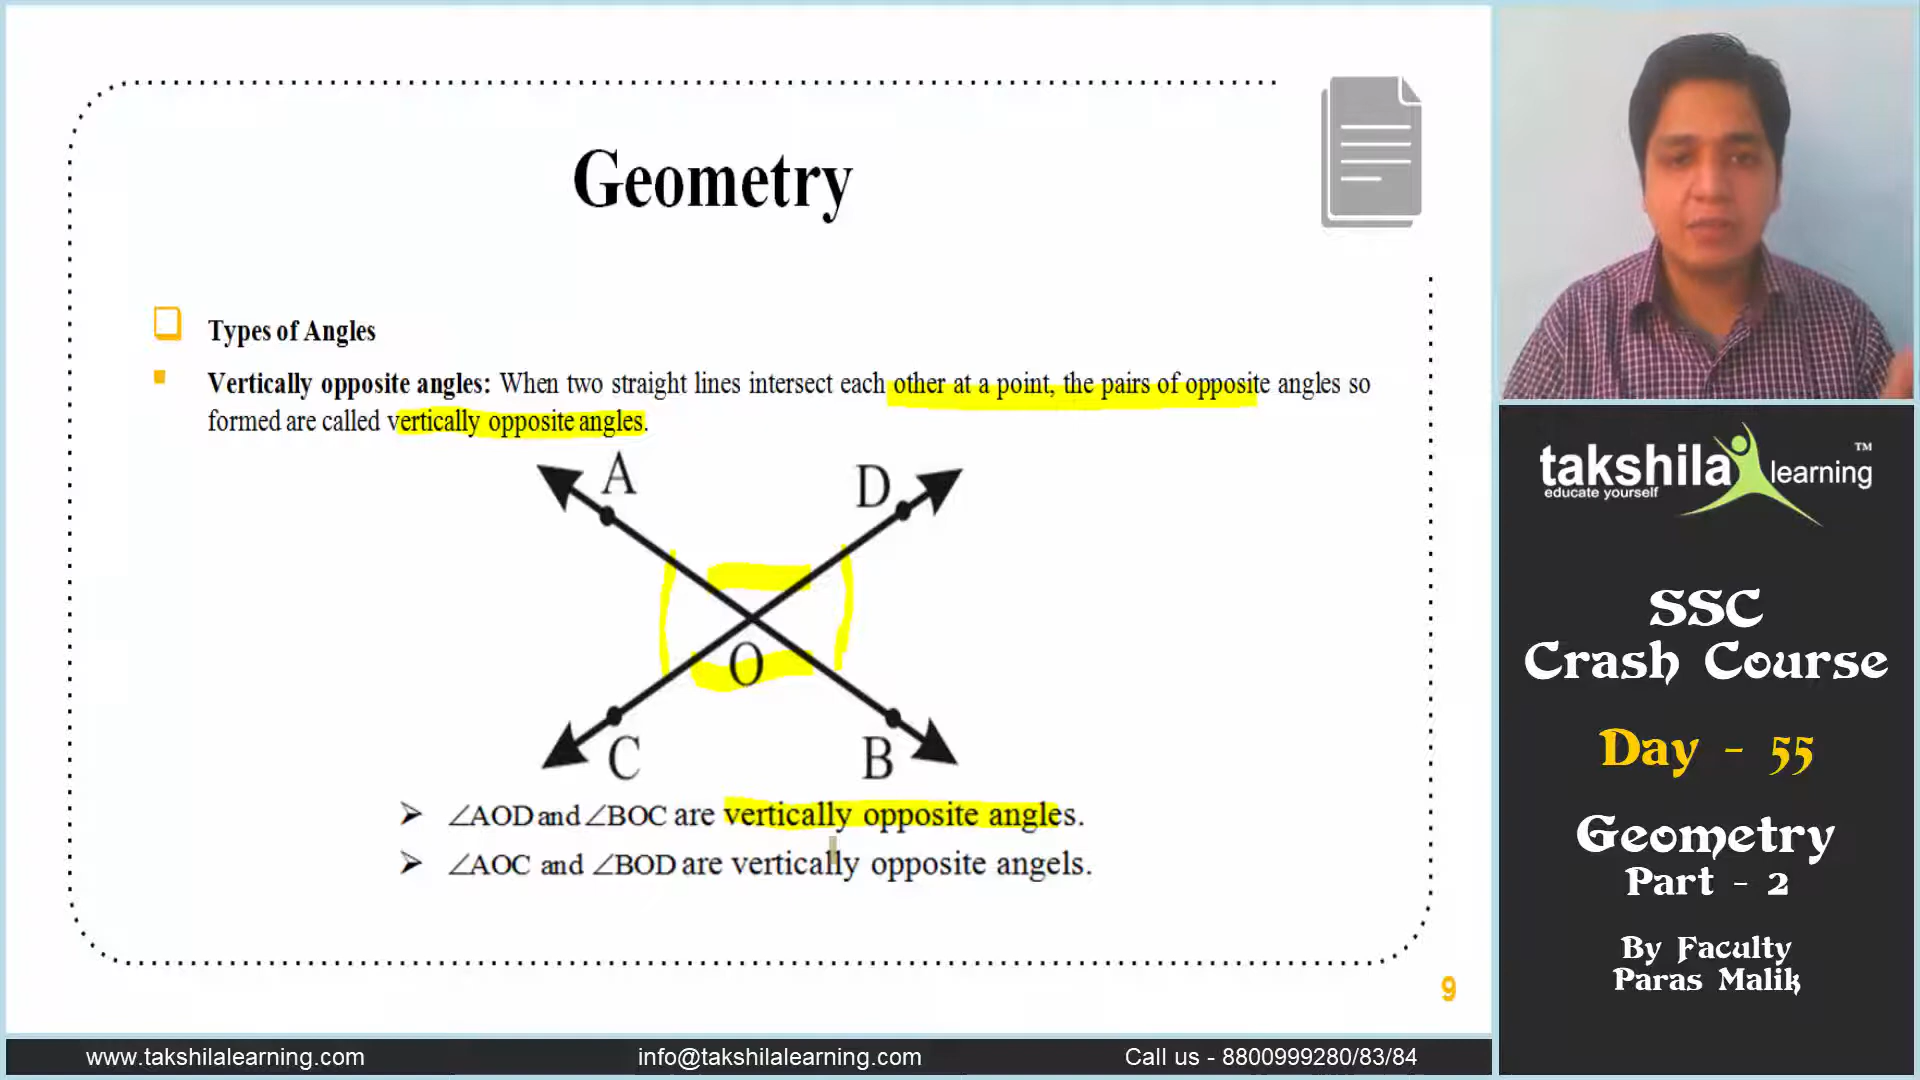 Geometry
Types of Angles
Vertically opposite angles: When two straight lines intersect each other at a point, the pairs of opposite angles so
formed are called vertically opposite angles.
A
D
O
C
B
∠AOD and ∠BOC are vertically opposite angles.
∠AOC and ∠BOD are vertically opposite angels.
9
www.takshilalearning.com
info@takshilalearning.com
Call us - 8800999280/83/84
takshila learning ™
educate yourself
SSC
Crash Course
Day - 55
Geometry
Part - 2
By Faculty
Paras Malik